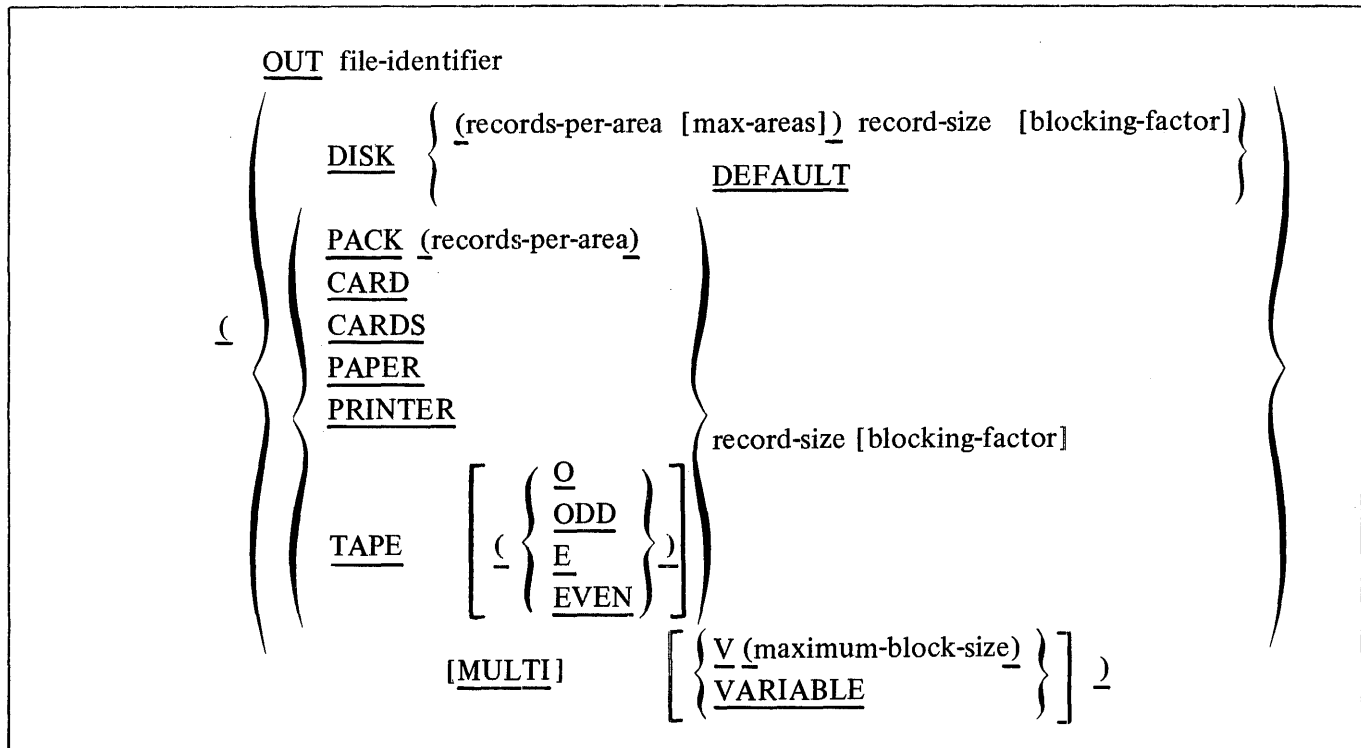 OUT file-identifier
(records-per-area [max-areas]) record-size [blocking-factor]
DISK
DEFAULT
PACK (records-per-area)
CARD
CARDS
(
PAPER
PRINTER
record-size [blocking-factor]
O
ODD
TAPE ( )
E
EVEN
[MULTI] V (maximum-block-size)
VARIABLE )